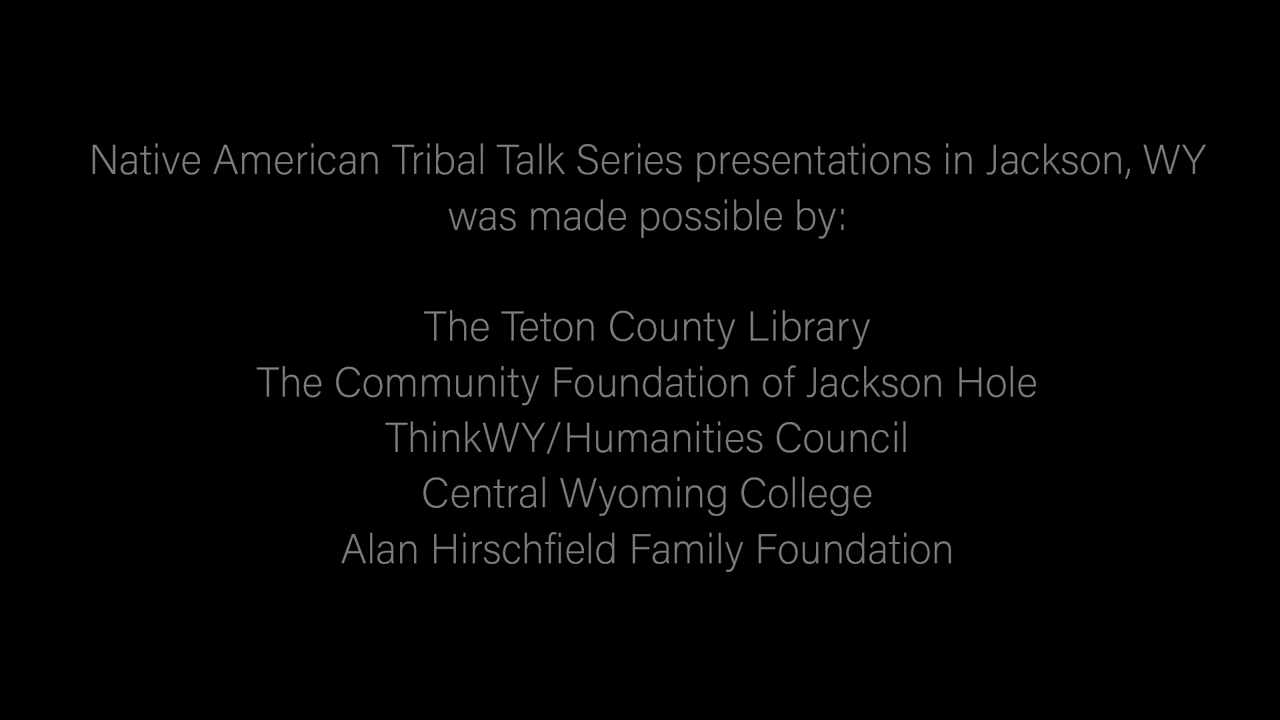 Native American Tribal Talk Series presentations in Jackson, WY
was made possible by:
The Teton County Library
The Community Foundation of Jackson Hole
ThinkWY/Humanities Council
Central Wyoming College
Alan Hirschfield Family Foundation